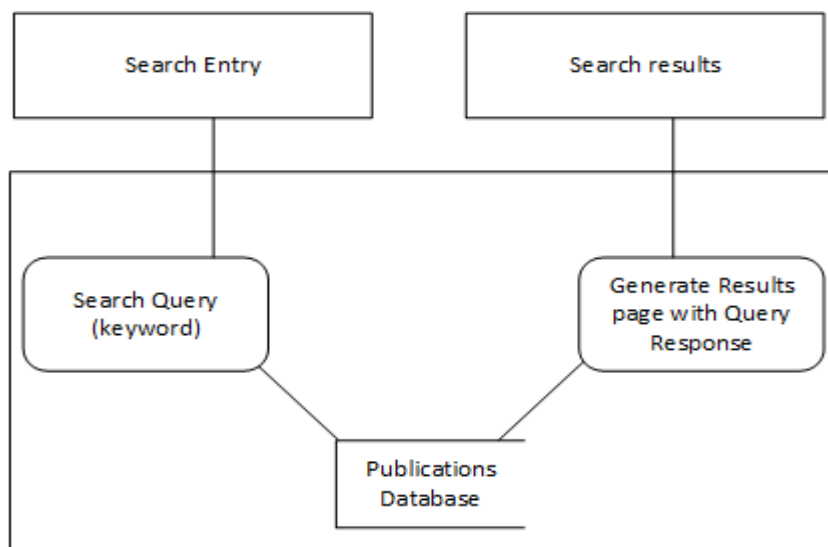 Search Entry
Search results
Search Query
(keyword)
Generate Results
page with Query
Response
Publications
Database